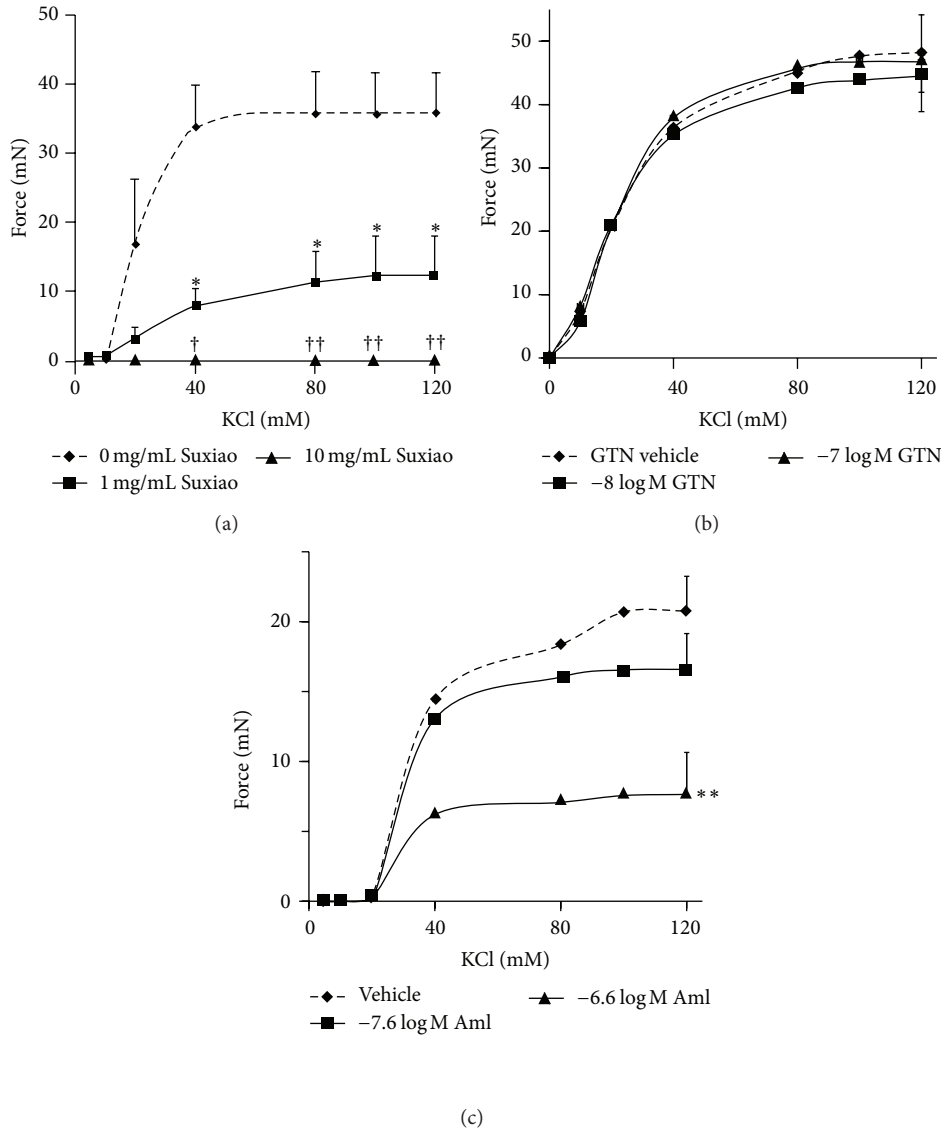 50
40
30
20
10
0
Force (mN)
*
*
*
*
†
††
††
††
0
40
80
120
KCl (mM)
0 mg/mL Suxiao
10 mg/mL Suxiao
1 mg/mL Suxiao
(a)
50
40
30
20
10
0
Force (mN)
0
40
80
120
KCl (mM)
GTN vehicle
−7 log M GTN
−8 log M GTN
(b)
20
10
0
Force (mN)
**
0
40
80
120
KCl (mM)
Vehicle
−6.6 log M Aml
−7.6 log M Aml
(c)